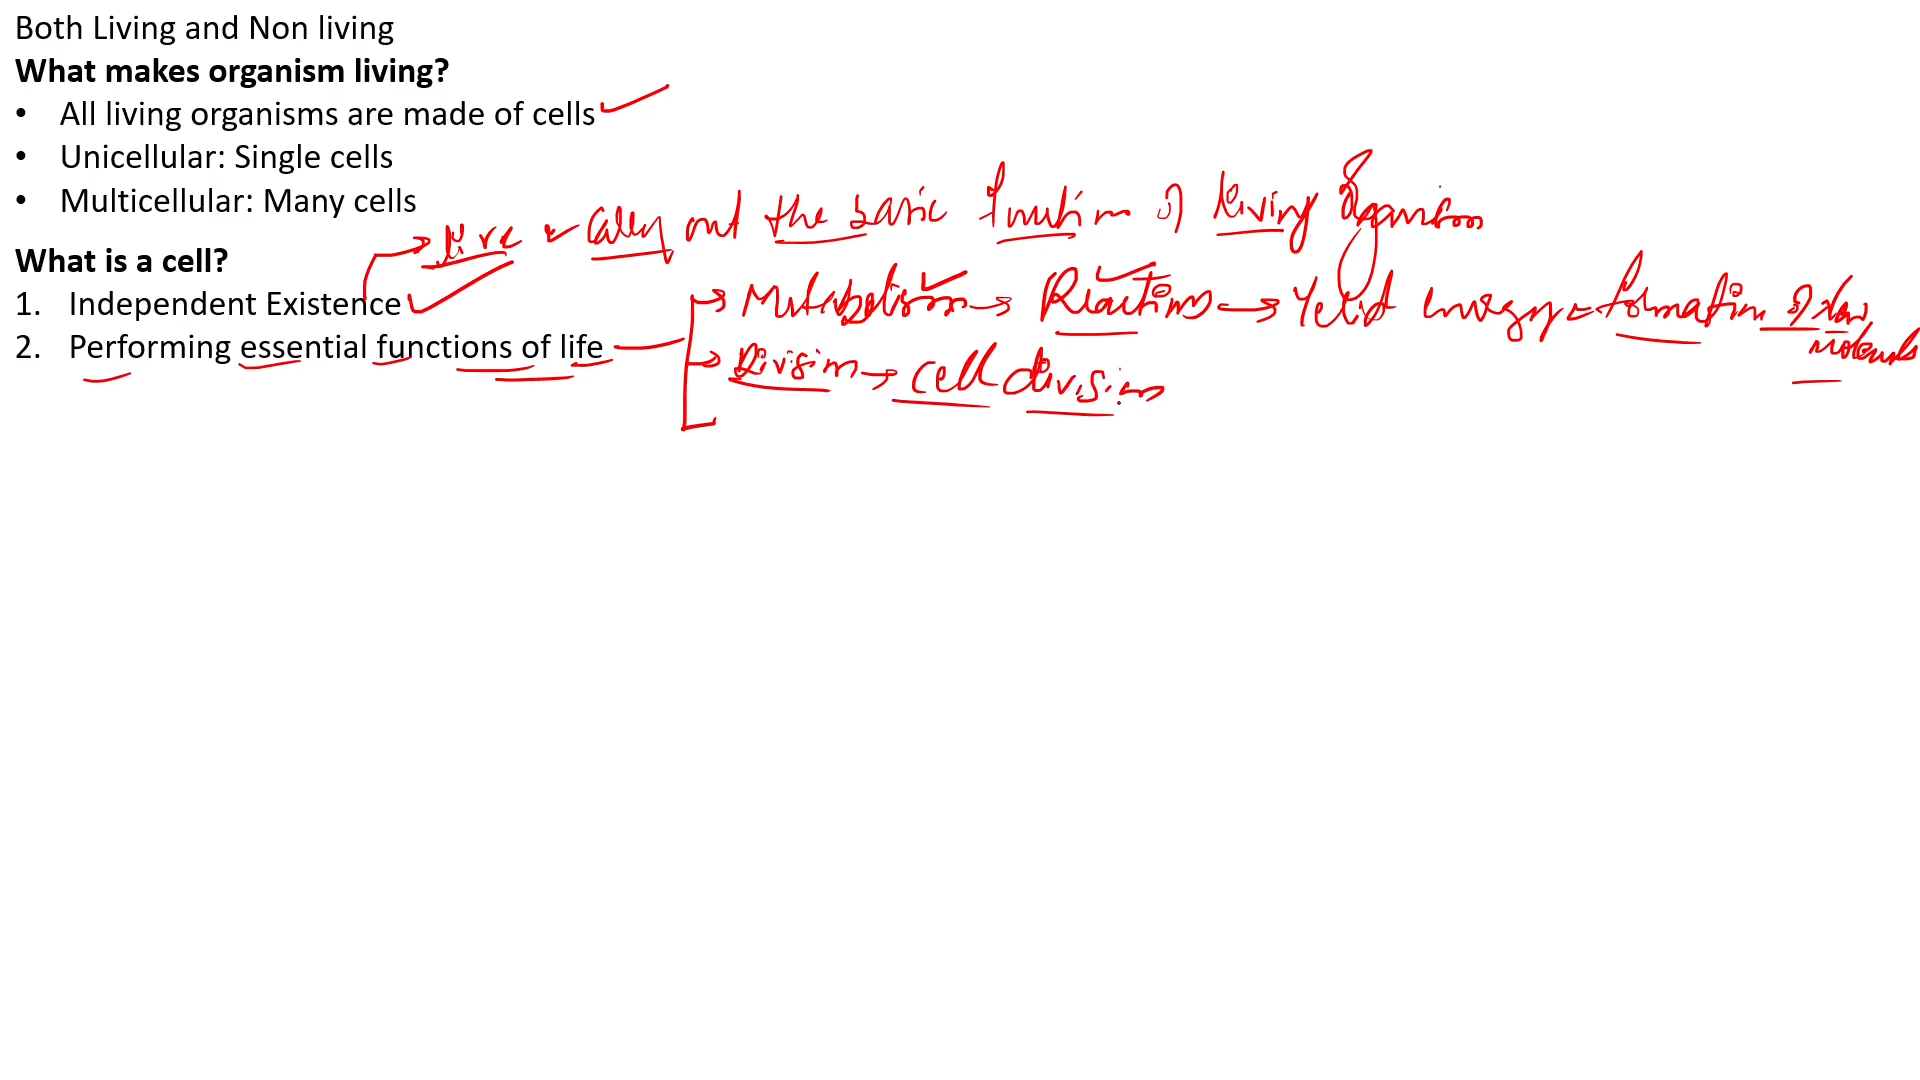 Both Living and Non living
What makes organism living?
• All living organisms are made of cells
• Unicellular: Single cells
• Multicellular: Many cells
→ live & carry out the basic function of living organism
What is a cell?
1. Independent Existence
→ Metabolism → Reactions → Yeild energy = formation of
molecules
2. Performing essential functions of life
→ Division → cell division